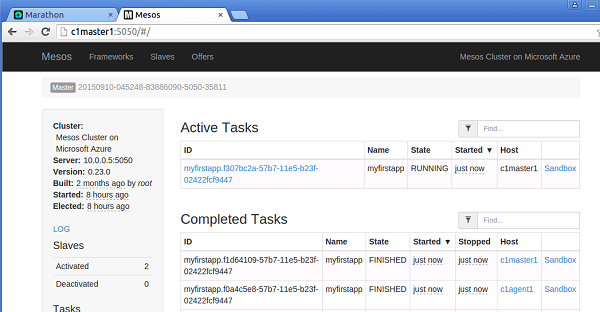 Marathon
Mesos
c1master1:5050/#/
Mesos Frameworks Slaves Offers Mesos Cluster on Microsoft Azure
Master 20150910-045248-83886090-5050-35811
Cluster:
Mesos Cluster on
Microsoft Azure
Server: 10.0.0.5:5050
Version: 0.23.0
Built: 2 months ago by root
Started: 8 hours ago
Elected: 8 hours ago
LOG
Slaves
Activated 2
Deactivated 0
Tasks
Active Tasks
Find...
ID Name State Started ▼ Host
myfirstapp.f307bc2a-57b7-11e5-b23f- myfirstapp RUNNING just now c1master1 Sandbox
02422fcf9447
Completed Tasks
Find...
ID Name State Started ▼ Stopped Host
myfirstapp.f1d64109-57b7-11e5-b23f- myfirstapp FINISHED just now just now c1master1 Sandbox
02422fcf9447
myfirstapp.f0a4c5e8-57b7-11e5-b23f- myfirstapp FINISHED just now just now c1agent1 Sandbox
02422fcf9447